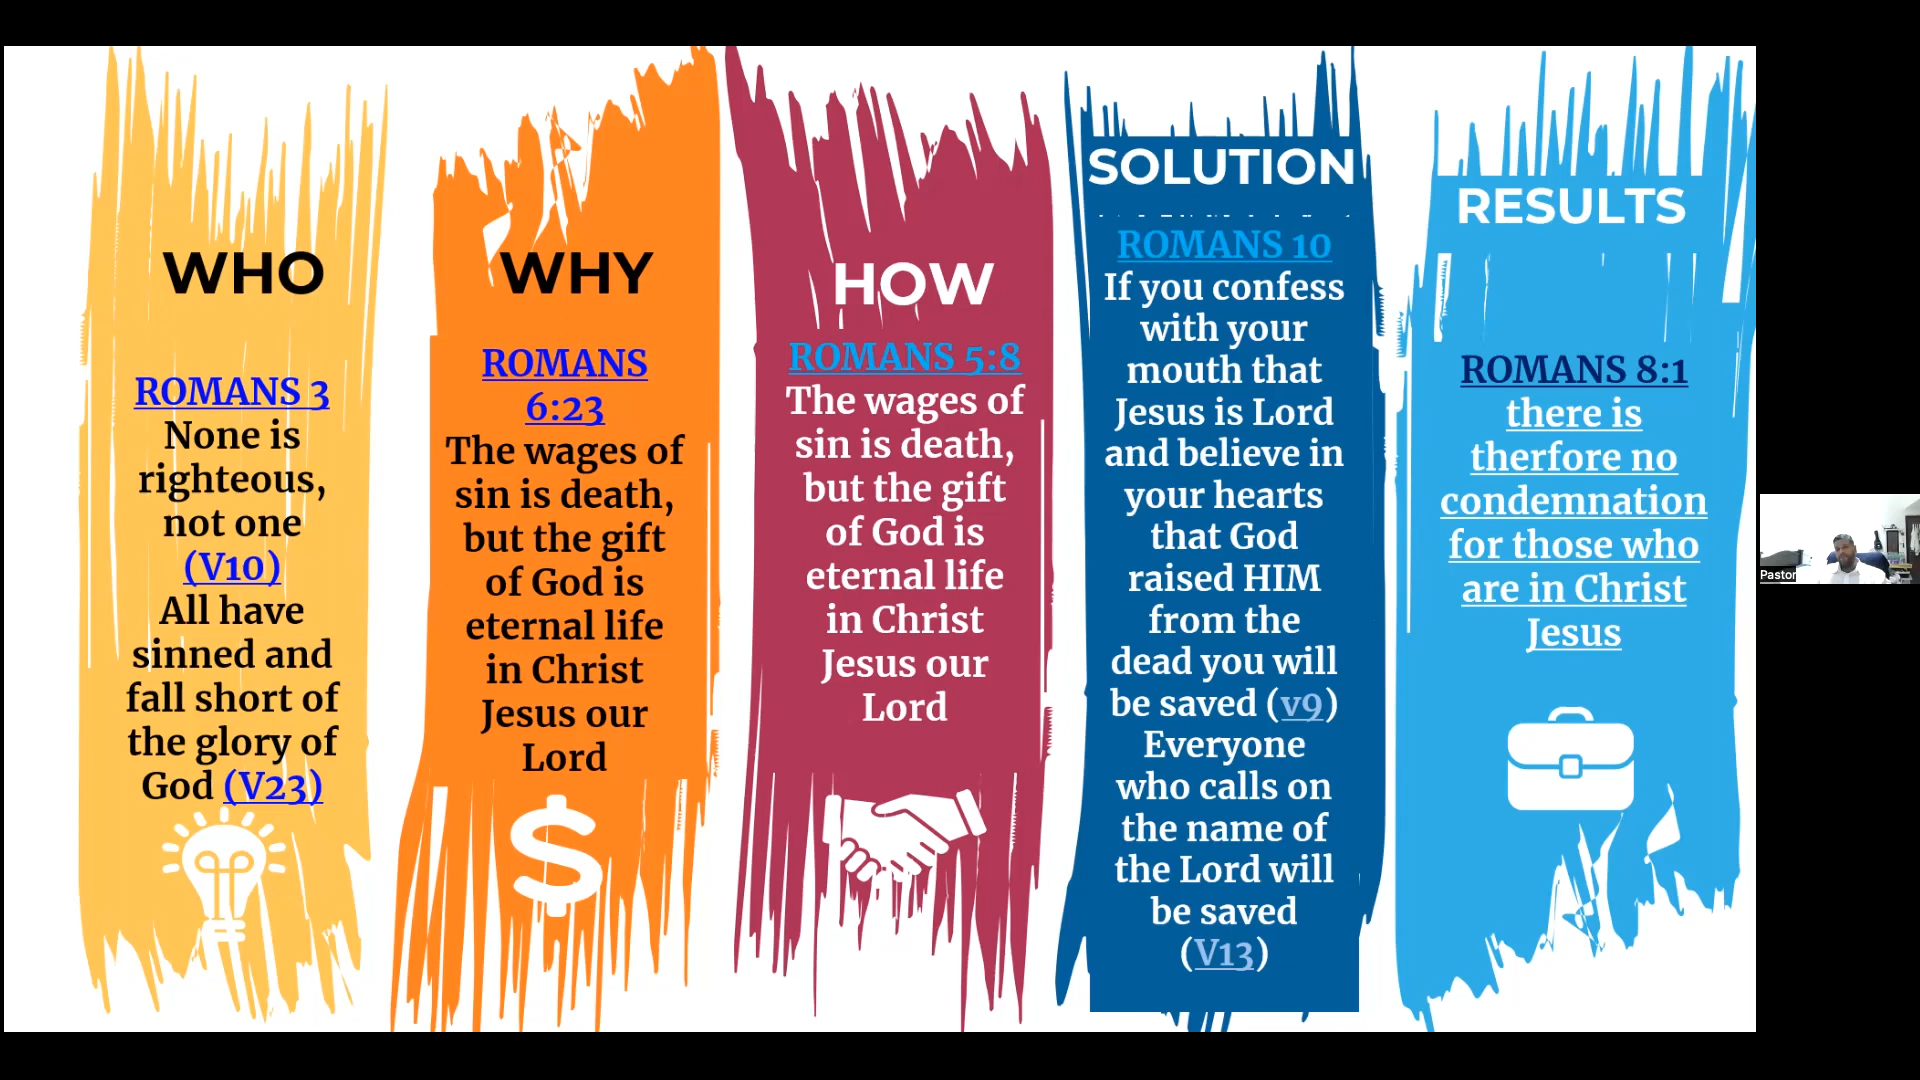 WHO
ROMANS 3
None is
righteous,
not one
(V10)
All have
sinned and
fall short of
the glory of
God (V23)
WHY
ROMANS
6:23
The wages of
sin is death,
but the gift
of God is
eternal life
in Christ
Jesus our
Lord
$
HOW
ROMANS 5:8
The wages of
sin is death,
but the gift
of God is
eternal life
in Christ
Jesus our
Lord
SOLUTION
ROMANS 10
If you confess
with your
mouth that
Jesus is Lord
and believe in
your hearts
that God
raised HIM
from the
dead you will
be saved (v9)
Everyone
who calls on
the name of
the Lord will
be saved
(V13)
RESULTS
ROMANS 8:1
there is
therfore no
condemnation
for those who
are in Christ
Jesus
Pastor